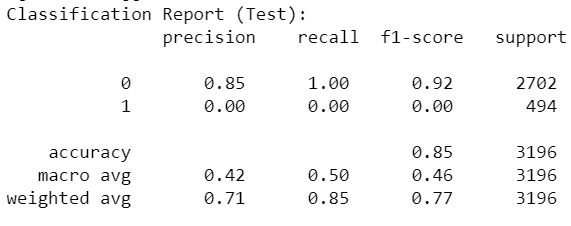 Classification Report (Test):
precision recall f1-score support
0 0.85 1.00 0.92 2702
1 0.00 0.00 0.00 494
accuracy 0.85 3196
macro avg 0.42 0.50 0.46 3196
weighted avg 0.71 0.85 0.77 3196